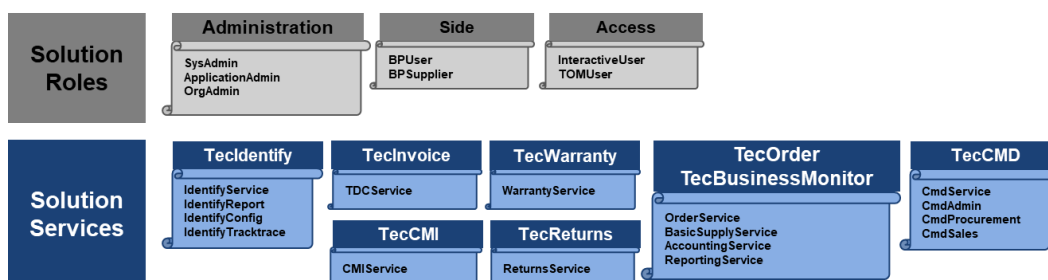 Solution
Roles
Administration
SysAdmin
ApplicationAdmin
OrgAdmin
Side
BPUser
BPSupplier
Access
InteractiveUser
TOMUser
Solution
Services
TecIdentify
IdentifyService
IdentifyReport
IdentifyConfig
IdentifyTracktrace
TecInvoice
TDCService
TecWarranty
WarrantyService
TecCMI
CMIService
TecReturns
ReturnsService
TecOrder
TecBusinessMonitor
OrderService
BasicSupplyService
AccountingService
ReportingService
TecCMD
CmdService
CmdAdmin
CmdProcurement
CmdSales